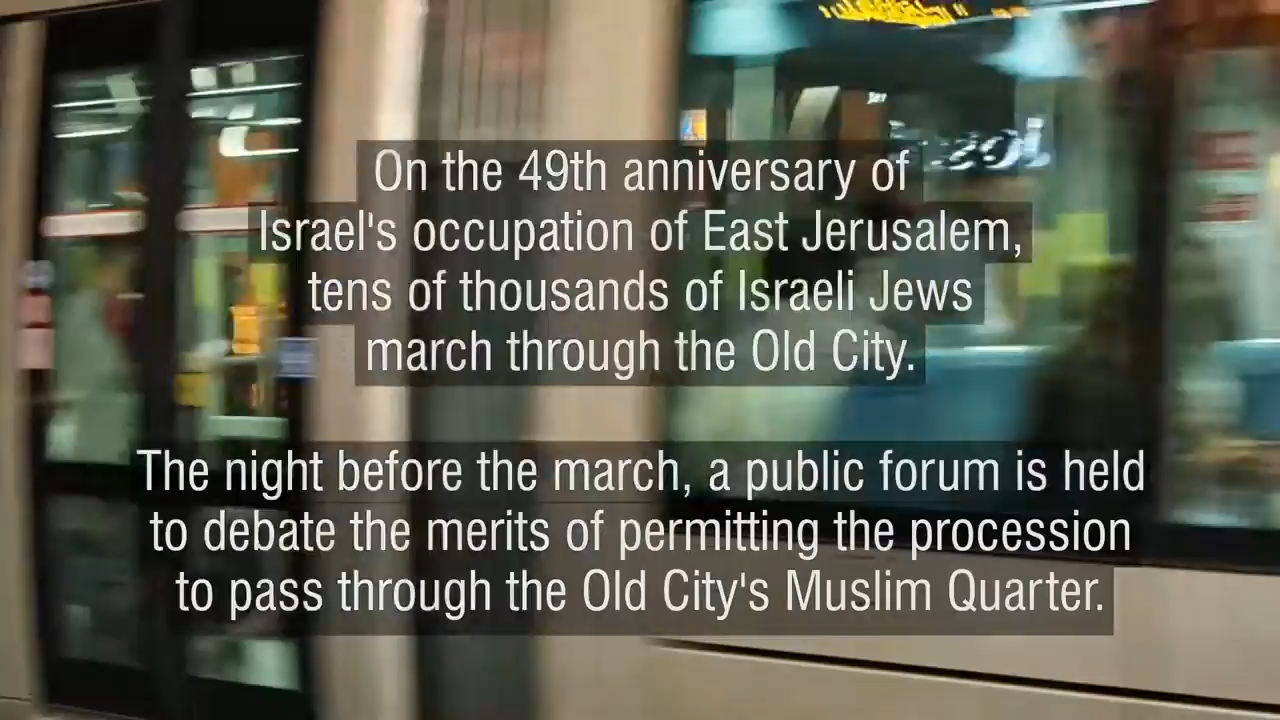 On the 49th anniversary of
Israel's occupation of East Jerusalem,
tens of thousands of Israeli Jews
march through the Old City.
The night before the march, a public forum is held
to debate the merits of permitting the procession
to pass through the Old City's Muslim Quarter.